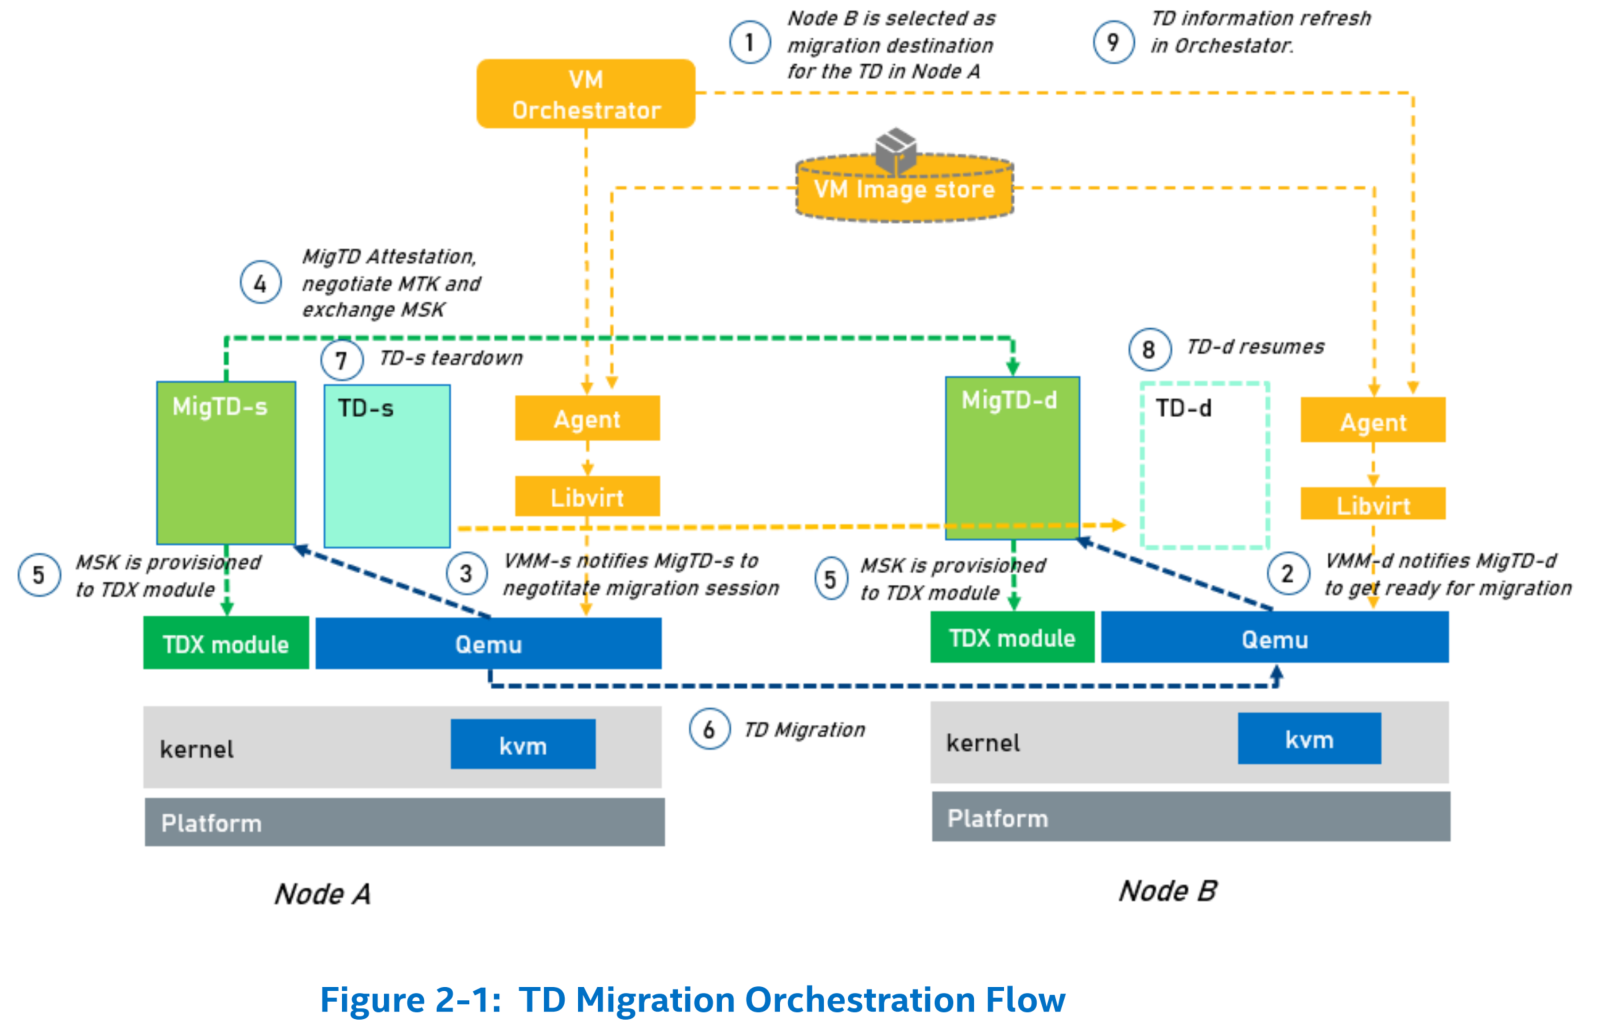 1
Node B is selected as
migration destination
for the TD in Node A
9
TD information refresh
in Orchestator.
VM
Orchestrator
VM Image store
4
MigTD Attestation,
negotiate MTK and
exchange MSK
7
TD-s teardown
8
TD-d resumes
MigTD-s
TD-s
Agent
Libvirt
MigTD-d
TD-d
Agent
Libvirt
5
MSK is provisioned
to TDX module
3
VMM-s notifies MigTD-s to
negotitate migration session
5
MSK is provisioned
to TDX module
2
VMM-d notifies MigTD-d
to get ready for migration
TDX module
Qemu
TDX module
Qemu
6
TD Migration
kernel
kvm
kernel
kvm
Platform
Platform
Node A
Node B
Figure 2-1: TD Migration Orchestration Flow